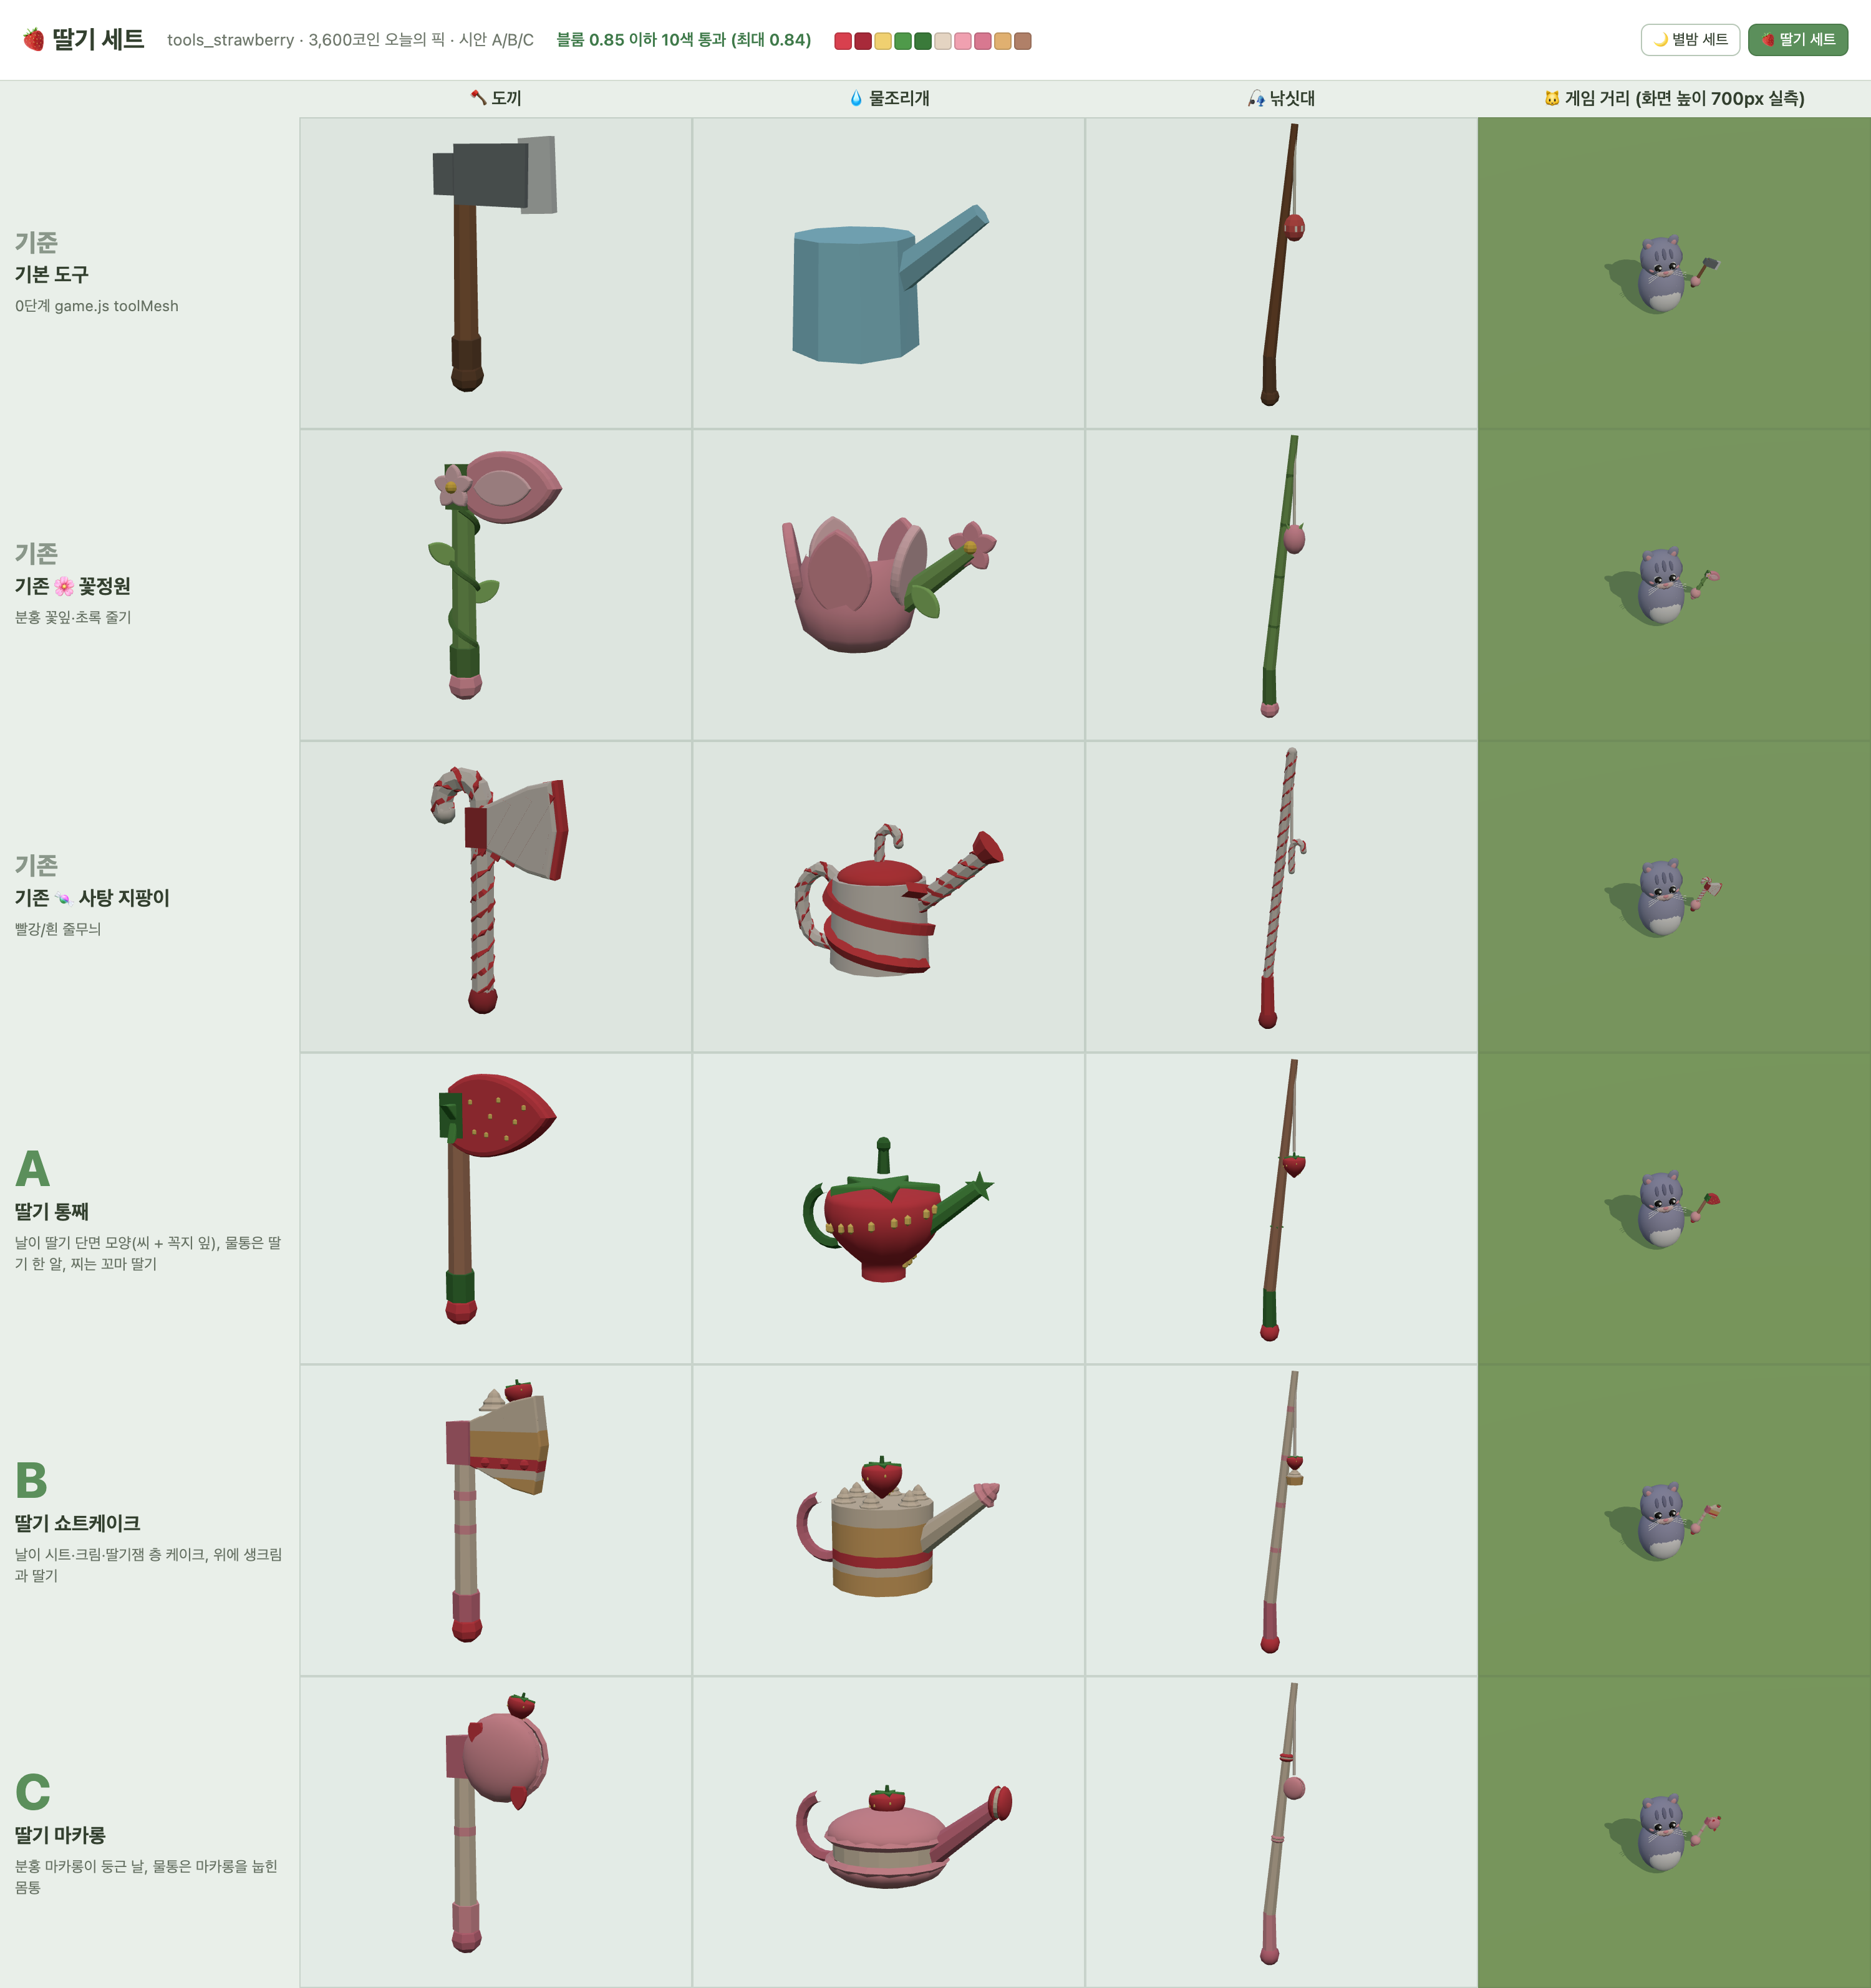 🍓 딸기 세트 tools_strawberry · 3,600코인 오늘의 픽 · 시안 A/B/C 블룸 0.85 이하 10색 통과 (최대 0.84) 🌙 별밤 세트 🍓 딸기 세트
🪓 도끼 💧 물조리개 🎣 낚싯대 🐱 게임 거리 (화면 높이 700px 실측)
기준
기본 도구
0단계 game.js toolMesh
기존
기존 🌸 꽃정원
분홍 꽃잎·초록 줄기
기존
기존 🍬 사탕 지팡이
빨강/흰 줄무늬
A
딸기 통째
날이 딸기 단면 모양(씨 + 꼭지 잎), 물통은 딸
기 한 알, 찌는 꼬마 딸기
B
딸기 쇼트케이크
날이 시트·크림·딸기잼 층 케이크, 위에 생크림
과 딸기
C
딸기 마카롱
분홍 마카롱이 둥근 날, 물통은 마카롱을 눕힌
몸통